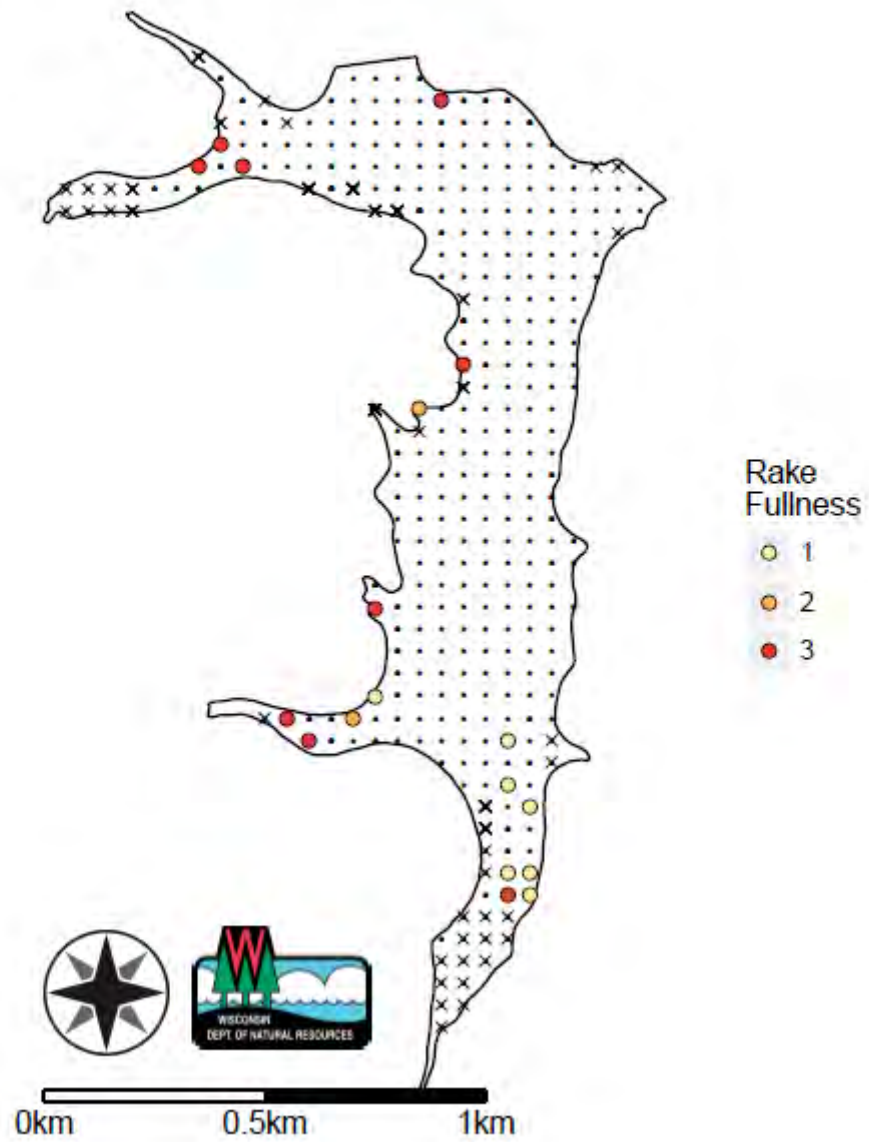 Rake
Fullness
1
2
3
W
WISCONSIN
DEPT. OF NATURAL RESOURCES
0km 0.5km 1km